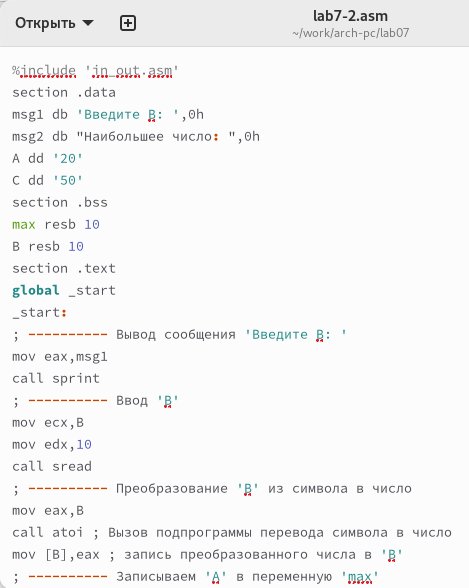 Открыть
lab7-2.asm
~/work/arch-pc/lab07
%include 'in_out.asm'
section .data
msg1 db 'Введите B: ',0h
msg2 db "Наибольшее число: ",0h
A dd '20'
C dd '50'
section .bss
max resb 10
B resb 10
section .text
global _start
_start:
; ---------- Вывод сообщения 'Введите B: '
mov eax,msg1
call sprint
; ---------- Ввод 'B'
mov ecx,B
mov edx,10
call sread
; ---------- Преобразование 'B' из символа в число
mov eax,B
call atoi ; Вызов подпрограммы перевода символа в число
mov [B],eax ; запись преобразованного числа в 'B'
; ---------- Записываем 'A' в переменную 'max'